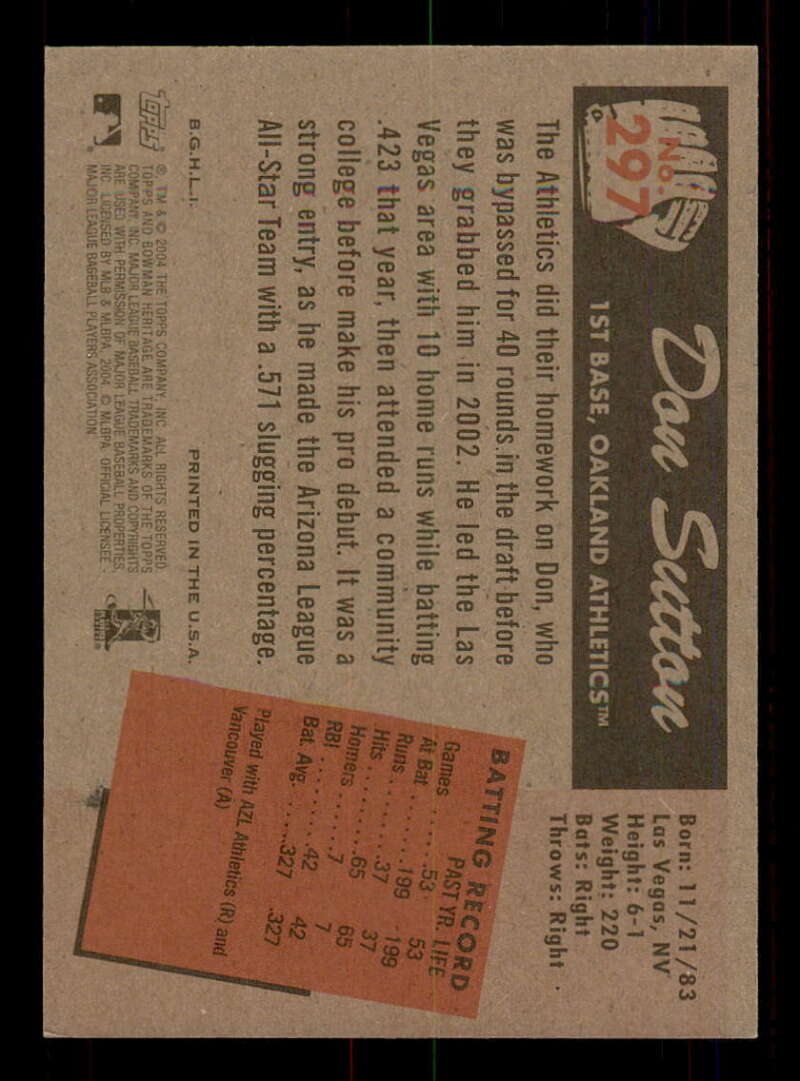 No.
297
Don Sutton
1ST BASE, OAKLAND ATHLETICS™
Born: 11/21/83
Las Vegas, NV
Height: 6-1
Weight: 220
Bats: Right
Throws: Right
The Athletics did their homework on Don, who
was bypassed for 40 rounds in the draft before
they grabbed him in 2002. He led the Las
Vegas area with 10 home runs while batting
.423 that year, then attended a community
college before make his pro debut. It was a
strong entry, as he made the Arizona League
All-Star Team with a .571 slugging percentage.
BATTING RECORD
PAST YR. LIFE
Games ......53 53
At Bat ......199 199
Runs........37 37
Hits........65 65
Homers......7 7
RBI ........42 42
Bat. Avg. ....327 .327
Played with AZL Athletics (R) and
Vancouver (A)
B.G.H.L.I. PRINTED IN THE U.S.A.
TOPPS
® TM & © 2004 THE TOPPS COMPANY, INC. ALL RIGHTS RESERVED.
TOPPS AND BOWMAN HERITAGE ARE TRADEMARKS OF THE TOPPS
COMPANY, INC. MAJOR LEAGUE BASEBALL TRADEMARKS AND COPYRIGHTS
ARE USED WITH PERMISSION OF MAJOR LEAGUE BASEBALL PROPERTIES,
INC. LICENSED BY MLB & MLBPA, 2004. © MLBPA. OFFICIAL LICENSEE -
MAJOR LEAGUE BASEBALL PLAYERS ASSOCIATION